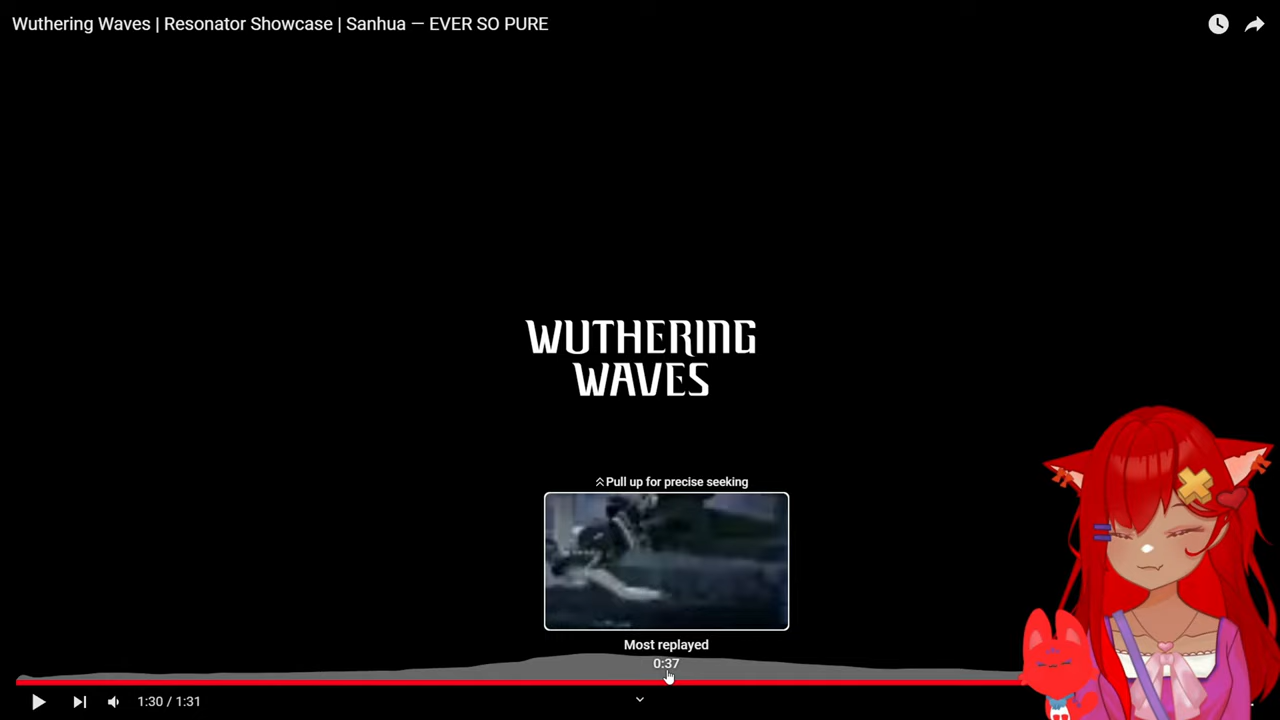 Wuthering Waves | Resonator Showcase | Sanhua — EVER SO PURE
WUTHERING
WAVES
Pull up for precise seeking
Most replayed
0:37
1:30 / 1:31